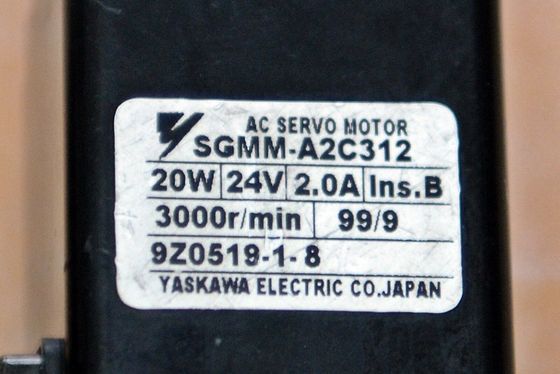 AC SERVO MOTOR
SGMM-A2C312
20W 24V 2.0A Ins.B
3000r/min 99/9
9Z0519-1-8
YASKAWA ELECTRIC CO.JAPAN